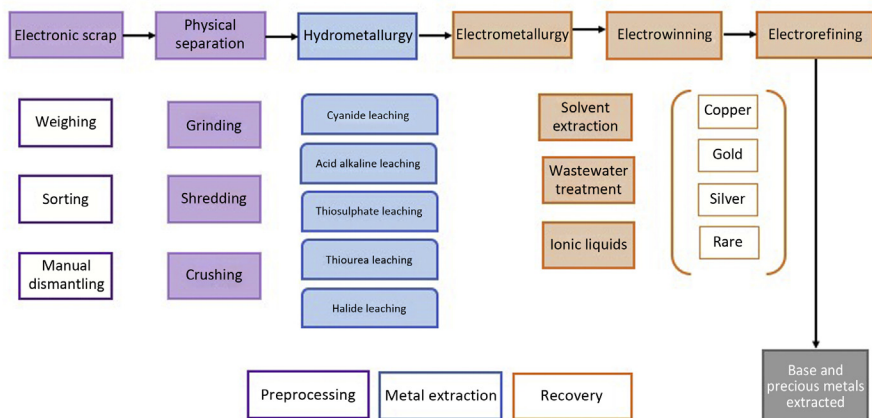 Electronic scrap
Physical
separation
Hydrometallurgy
Electrometallurgy
Electrowinning
Electrorefining
Weighing
Sorting
Manual
dismantling
Grinding
Shredding
Crushing
Cyanide leaching
Acid alkaline leaching
Thiosulphate leaching
Thiourea leaching
Halide leaching
Solvent
extraction
Wastewater
treatment
Ionic liquids
Copper
Gold
Silver
Rare
Base and
precious metals
extracted
Preprocessing
Metal extraction
Recovery